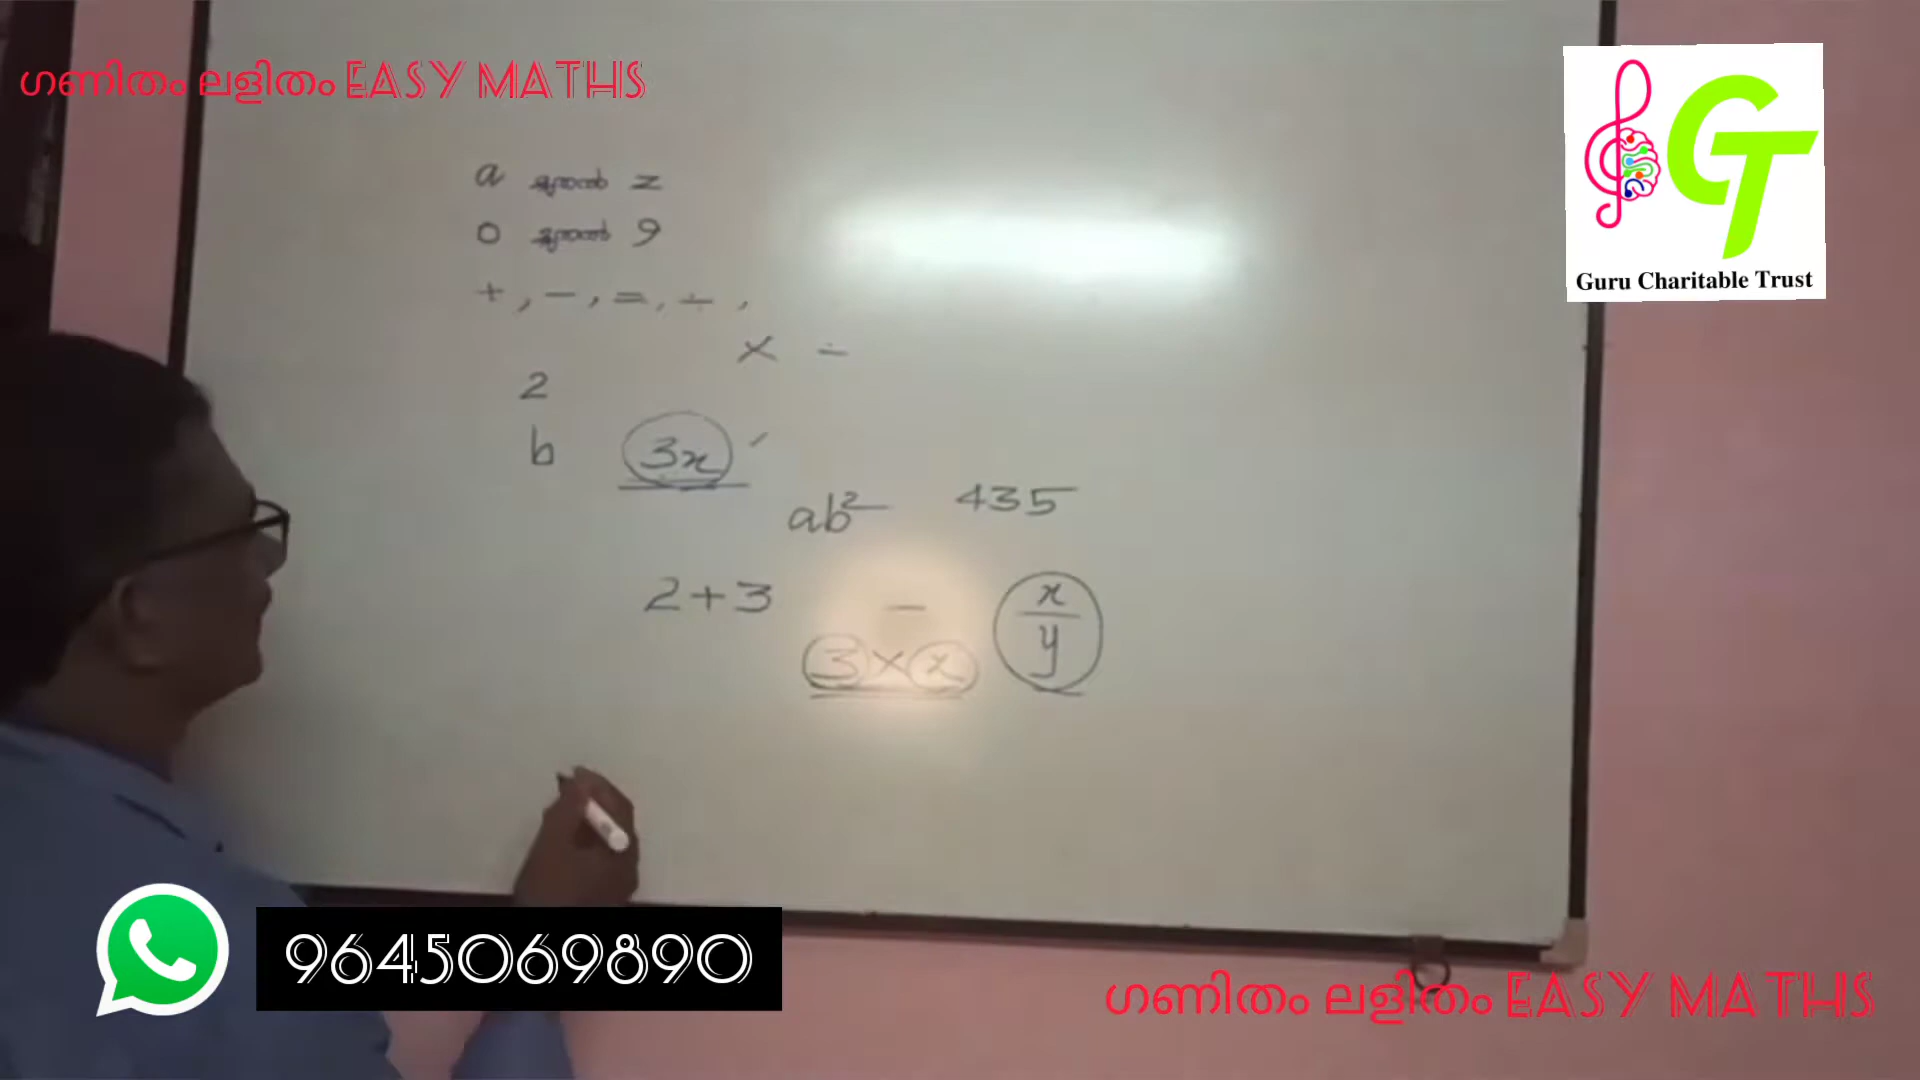 ഗണിതം ലളിതം EASY MATHS
Guru Charitable Trust
a മുതൽ z
0 മുതൽ 9
+ , − , = , ÷ ,
× ÷
2
b 3x
ab² 435
2+3
3×x
x/y
9645069890
ഗണിതം ലളിതം EASY MATHS